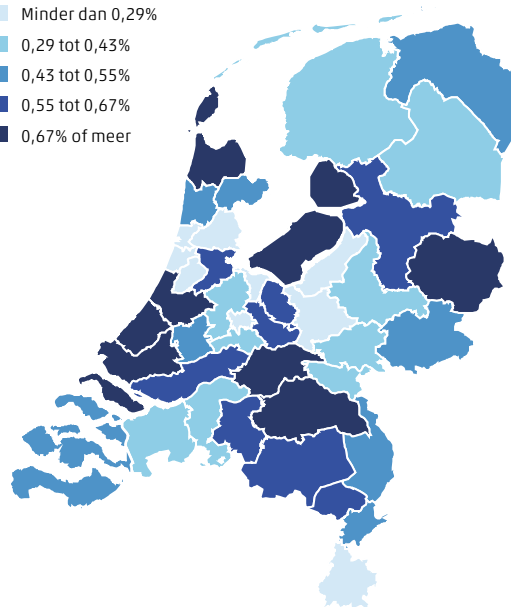 Minder dan 0,29%
0,29 tot 0,43%
0,43 tot 0,55%
0,55 tot 0,67%
0,67% of meer